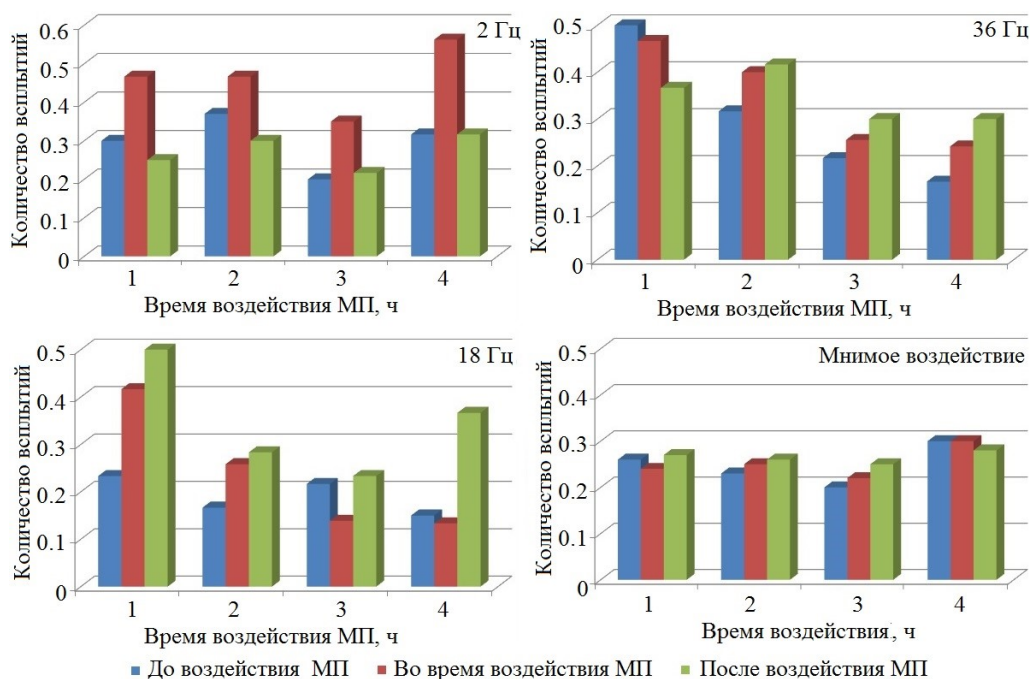 2 Гц
Количество всплытий
0.6
0.5
0.4
0.3
0.2
0.1
0
1 2 3 4
Время воздействия МП, ч
36 Гц
Количество всплытий
0.5
0.4
0.3
0.2
0.1
0
1 2 3 4
Время воздействия МП, ч
18 Гц
Количество всплытий
0.5
0.4
0.3
0.2
0.1
0
1 2 3 4
Время воздействия МП, ч
Мнимое воздействие
Количество всплытий
0.5
0.4
0.3
0.2
0.1
0
1 2 3 4
Время воздействия, ч
До воздействия МП Во время воздействия МП После воздействия МП